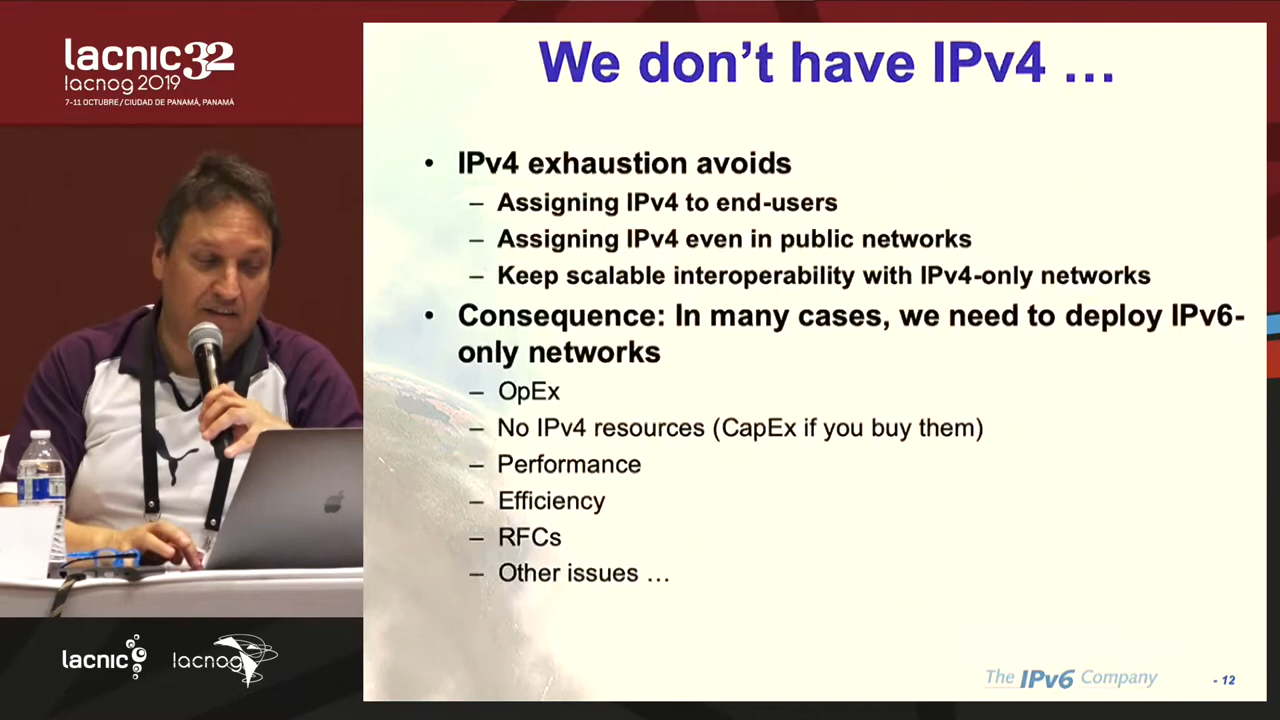 lacnic32
lacnog 2019
7-11 OCTUBRE / CIUDAD DE PANAMÁ, PANAMÁ
We don't have IPv4 …
• IPv4 exhaustion avoids
– Assigning IPv4 to end-users
– Assigning IPv4 even in public networks
– Keep scalable interoperability with IPv4-only networks
• Consequence: In many cases, we need to deploy IPv6-
only networks
– OpEx
– No IPv4 resources (CapEx if you buy them)
– Performance
– Efficiency
– RFCs
– Other issues …
lacnic
lacnog
The IPv6 Company
- 12